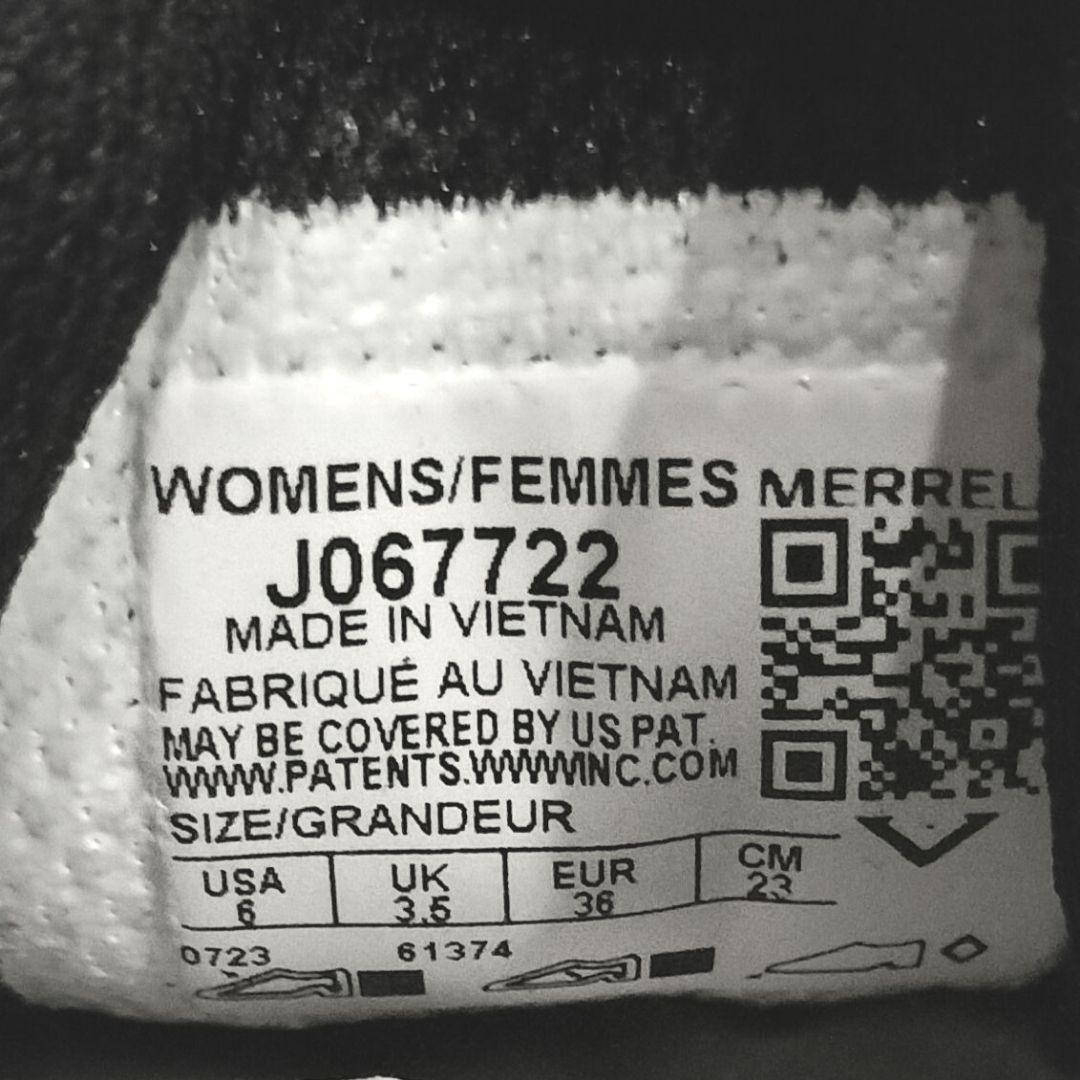 WOMENS/FEMMES MERREL
J067722
MADE IN VIETNAM
FABRIQUÉ AU VIETNAM
MAY BE COVERED BY US PAT.
WWW.PATENTS.WWWINC.COM
SIZE/GRANDEUR
USA UK EUR CM
6 3.5 36 23
0723 61374